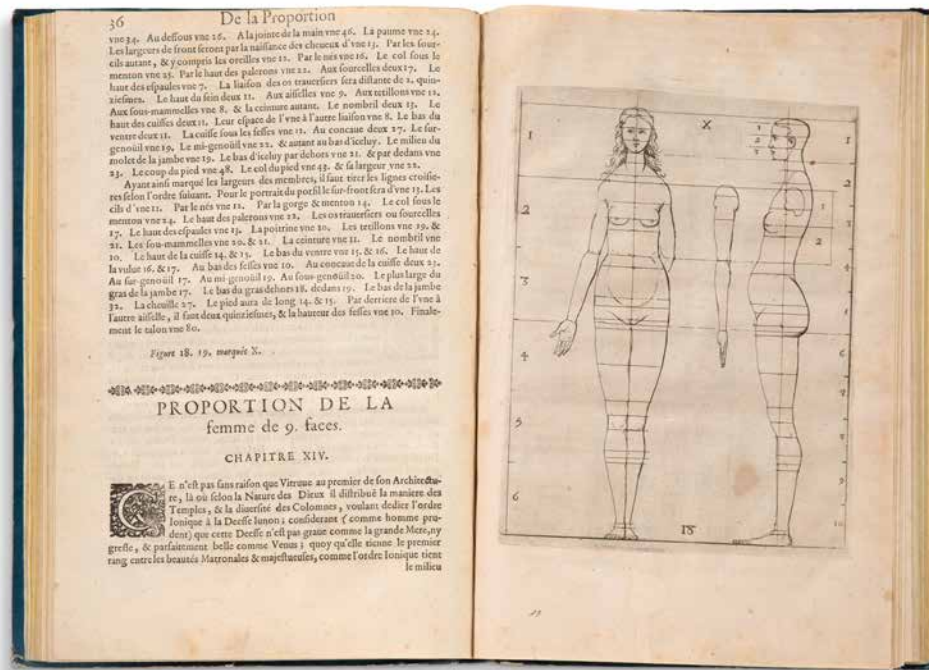 36 De la Proportion
vne 34. Au dessous vne 26. A la jointe de la main vne 46. La paume vne 24.
Les largeurs de front seront par la naissance des cheueux d'vne 13. Par les sour-
cils autant, & y compris les oreilles vne 12. Par le nés vne 16. Le col sous le
menton vne 25. Par le haut des palerons vne 22. Aux fourcelles deux 17. Le
haut des espaules vne 7. La liaison des os trauersiers sera distante de 2. quin-
ziesmes. Le haut du sein deux 11. Aux aisselles vne 9. Aux tetillons vne 12.
Aux sous-mammelles vne 8. & la ceinture autant. Le nombril deux 13. Le
haut des cuisses deux 11. Leur espace de l'vne à l'autre liaison vne 8. Le bas du
ventre deux 11. La cuisse sous les fesses vne 11. Au concaue deux 27. Le sur-
genoüil vne 19. Le mi-genoüil vne 22. & autant au bas d'iceluy. Le milieu du
molet de la jambe vne 19. Le bas d'iceluy par dehors vne 21. & par dedans vne
23. Le coup du pied vne 48. Le col du pied vne 43. & sa largeur vne 22.
Ayant ainsi marqué les largeurs des membres, il faut tirer les lignes croisie-
res selon l'ordre suiuant. Pour le portrait du porfil le sur-front sera d'vne 13. Les
cils d'vne 11. Par le nés vne 12. Par la gorge & menton 14. Le col sous le
menton vne 24. Le haut des palerons vne 22. Les os trauersiers ou fourcelles
17. Le haut des espaules vne 13. La poitrine vne 10. Les tetillons vne 19. &
21. Les sou-mammelles vne 20. & 21. La ceinture vne 11. Le nombril vne
10. Le haut de la cuisse 14. & 15. Le bas du ventre vne 15. & 16. Le haut de
la vulue 16. & 17. Au bas des fesses vne 10. Au concaue de la cuisse deux 23.
Au sur-genoüil 17. Au mi-genoüil 19. Au sous-genoüil 20. Le plus large du
gras de la jambe 17. Le bas du gras dehors 18. dedans 19. Le bas de la jambe
32. La cheuille 27. Le pied aura de long 14. & 15. Par derriere de l'vne à
l'autre aisselle, il faut deux quinziesmes, & la hauteur des fesses vne 10. Finale-
ment le talon vne 80.
Figure 18. 19. marquée X.
PROPORTION DE LA
femme de 9. faces.
CHAPITRE XIV.
CE n'est pas sans raison que Vitruue au premier de son Architectu-
re, là où selon la Nature des Dieux il distribuë la maniere des
Temples, & la diuersité des Colomnes, voulant dedier l'ordre
Ionique à la Deesse Iunon; considerant (comme homme pru-
dent) que cette Deesse n'est pas graue comme la grande Mere, ny
gresle, & parfaitement belle comme Venus; quoy qu'elle tienne le premier
rang entre les beautés Matronales & majestueuses, comme l'ordre Ionique tient
le milieu
X
1
2
3
4
5
6
1
2
3
1
2
1
2
3
4
5
6
7
8
9
18